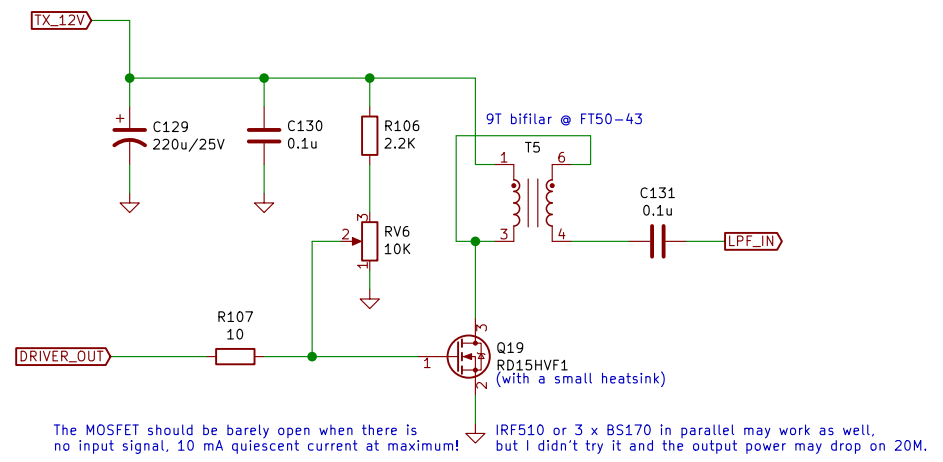 TX_12V
9T bifilar @ FT50-43
+
C129
220u/25V
C130
0.1u
R106
2.2K
T5
1
6
3
4
C131
0.1u
LPF_IN
3
2
RV6
10K
1
R107
10
DRIVER_OUT
1
3
Q19
RD15HVF1
(with a small heatsink)
2
The MOSFET should be barely open when there is
no input signal, 10 mA quiescent current at maximum!
IRF510 or 3 x BS170 in parallel may work as well,
but I didn't try it and the output power may drop on 20M.